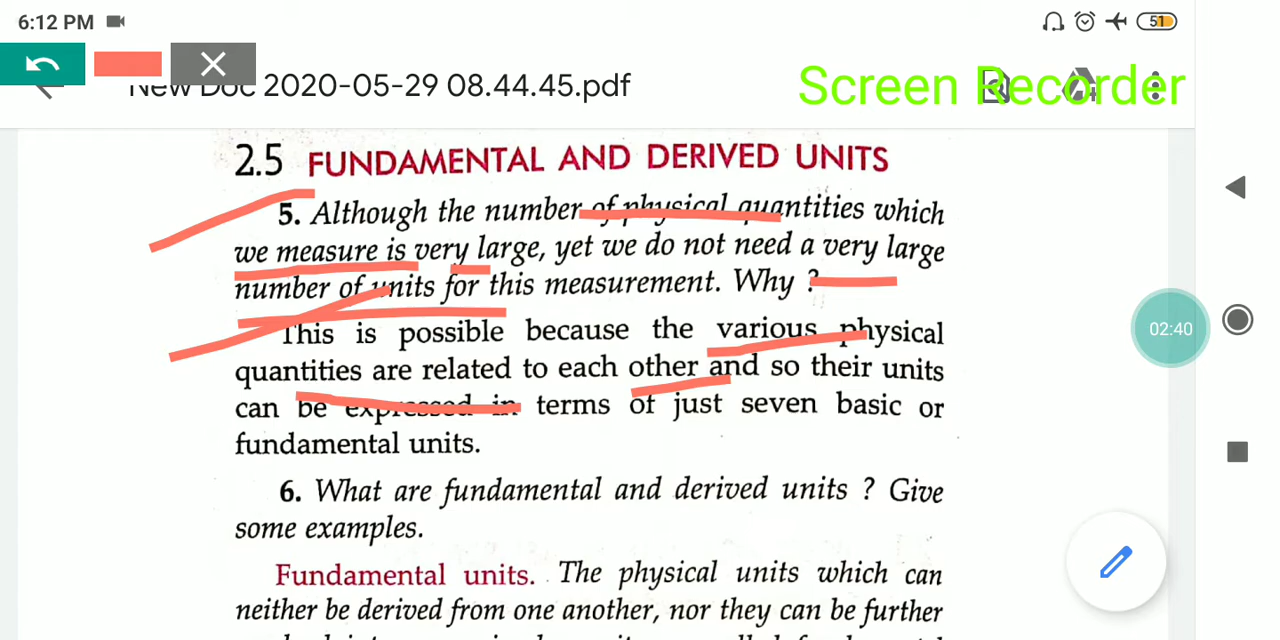 6:12 PM
51
New Doc 2020-05-29 08.44.45.pdf
Screen Recorder
2.5 FUNDAMENTAL AND DERIVED UNITS
5. Although the number of physical quantities which
we measure is very large, yet we do not need a very large
number of units for this measurement. Why ?
This is possible because the various physical
quantities are related to each other and so their units
can be expressed in terms of just seven basic or
fundamental units.
02:40
6. What are fundamental and derived units ? Give
some examples.
Fundamental units. The physical units which can
neither be derived from one another, nor they can be further